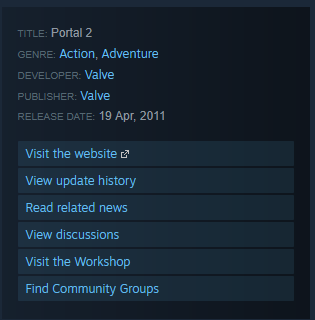 TITLE: Portal 2
GENRE: Action, Adventure
DEVELOPER: Valve
PUBLISHER: Valve
RELEASE DATE: 19 Apr, 2011
Visit the website
View update history
Read related news
View discussions
Visit the Workshop
Find Community Groups